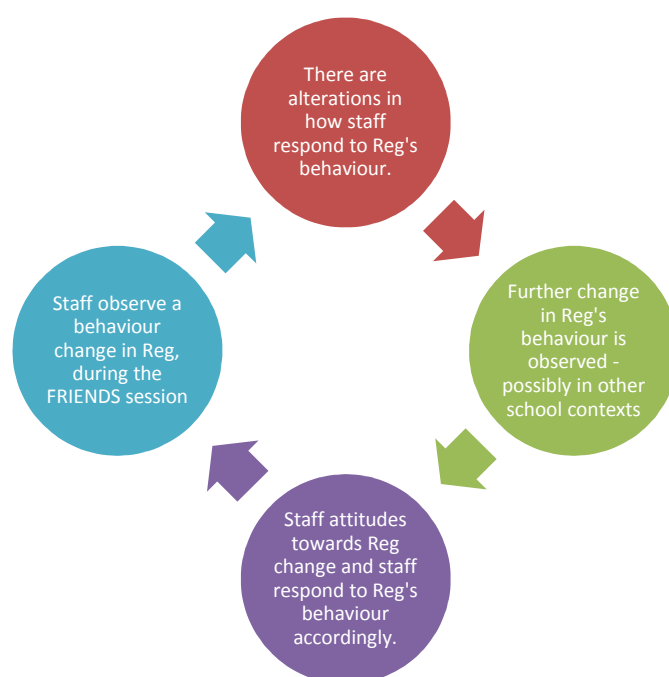 There are
alterations in
how staff
respond to Reg's
behaviour.
Further change
in Reg's
behaviour is
observed -
possibly in other
school contexts
Staff attitudes
towards Reg
change and staff
respond to Reg's
behaviour
accordingly.
Staff observe a
behaviour
change in Reg,
during the
FRIENDS session